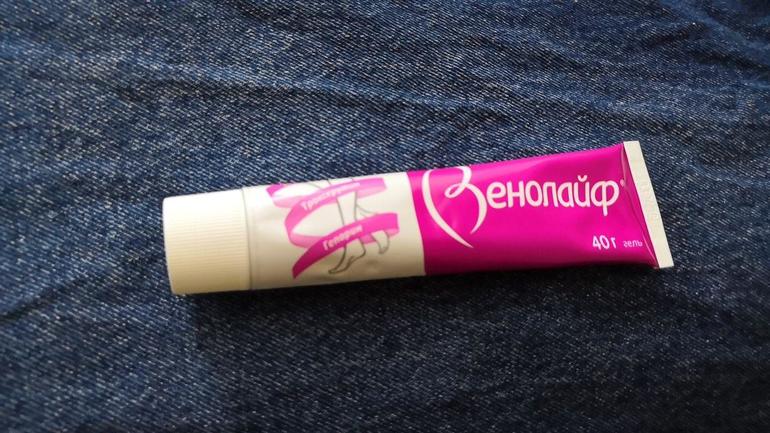 Венолайф®
40 г гель
Троксерутин
Гепарин